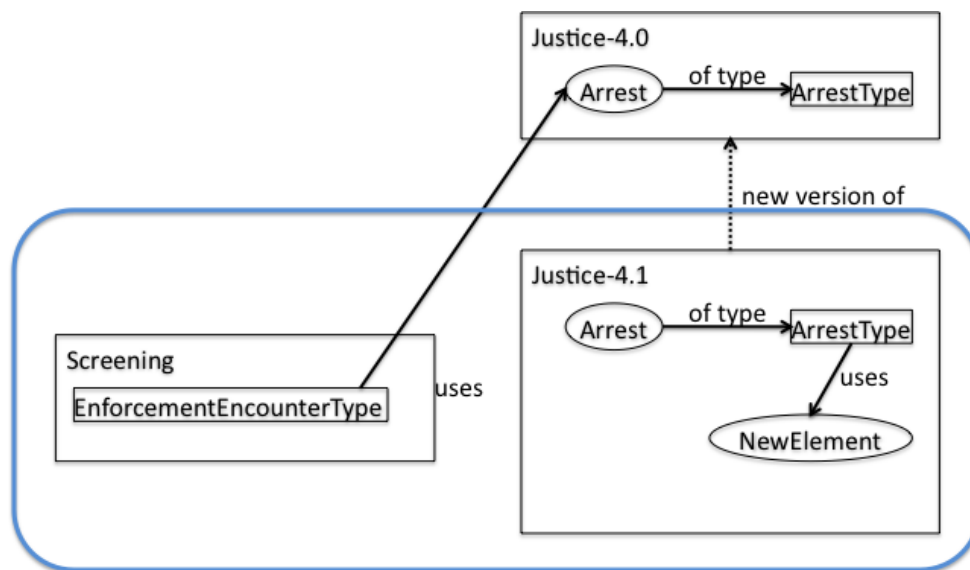 Justice-4.0
of type
Arrest
ArrestType
new version of
Justice-4.1
of type
Arrest
ArrestType
uses
NewElement
Screening
uses
EnforcementEncounterType